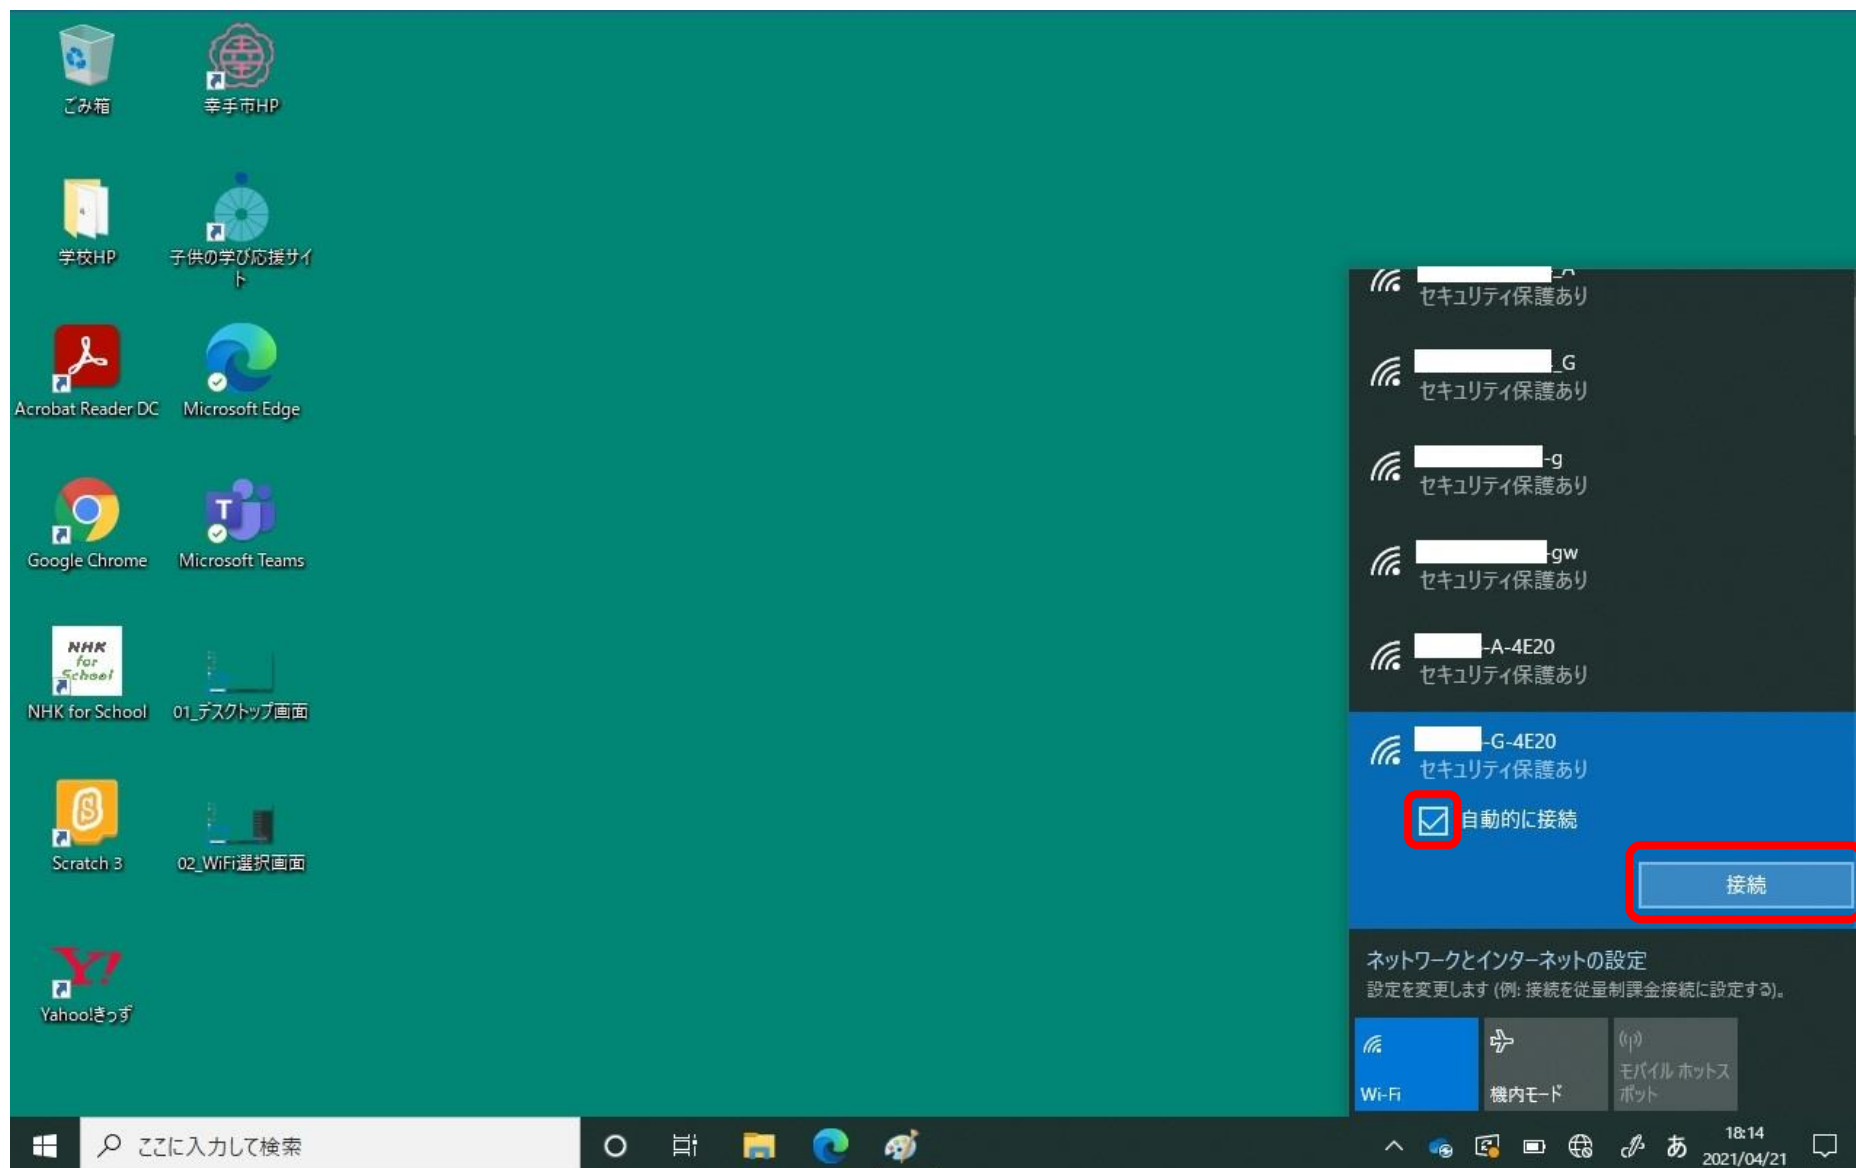 ごみ箱
幸手市HP
学校HP
子供の学び応援サイ
ト
Acrobat Reader DC
Microsoft Edge
Google Chrome
Microsoft Teams
NHK
for
School
NHK for School
01_デスクトップ画面
Scratch 3
02_WiFi選択画面
Yahoo!きっず
_A
セキュリティ保護あり
_G
セキュリティ保護あり
-g
セキュリティ保護あり
-gw
セキュリティ保護あり
-A-4E20
セキュリティ保護あり
-G-4E20
セキュリティ保護あり
自動的に接続
接続
ネットワークとインターネットの設定
設定を変更します (例: 接続を従量制課金接続に設定する)。
Wi-Fi
機内モード
モバイル ホットス
ポット
ここに入力して検索
あ
18:14
2021/04/21